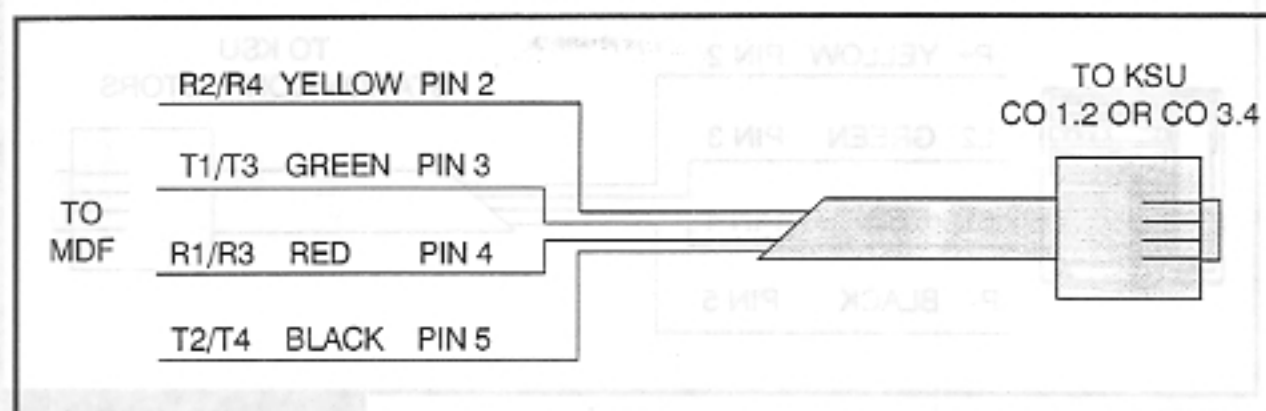 R2/R4 YELLOW PIN 2
TO KSU
CO 1.2 OR CO 3.4
T1/T3 GREEN PIN 3
TO
MDF
R1/R3 RED PIN 4
T2/T4 BLACK PIN 5